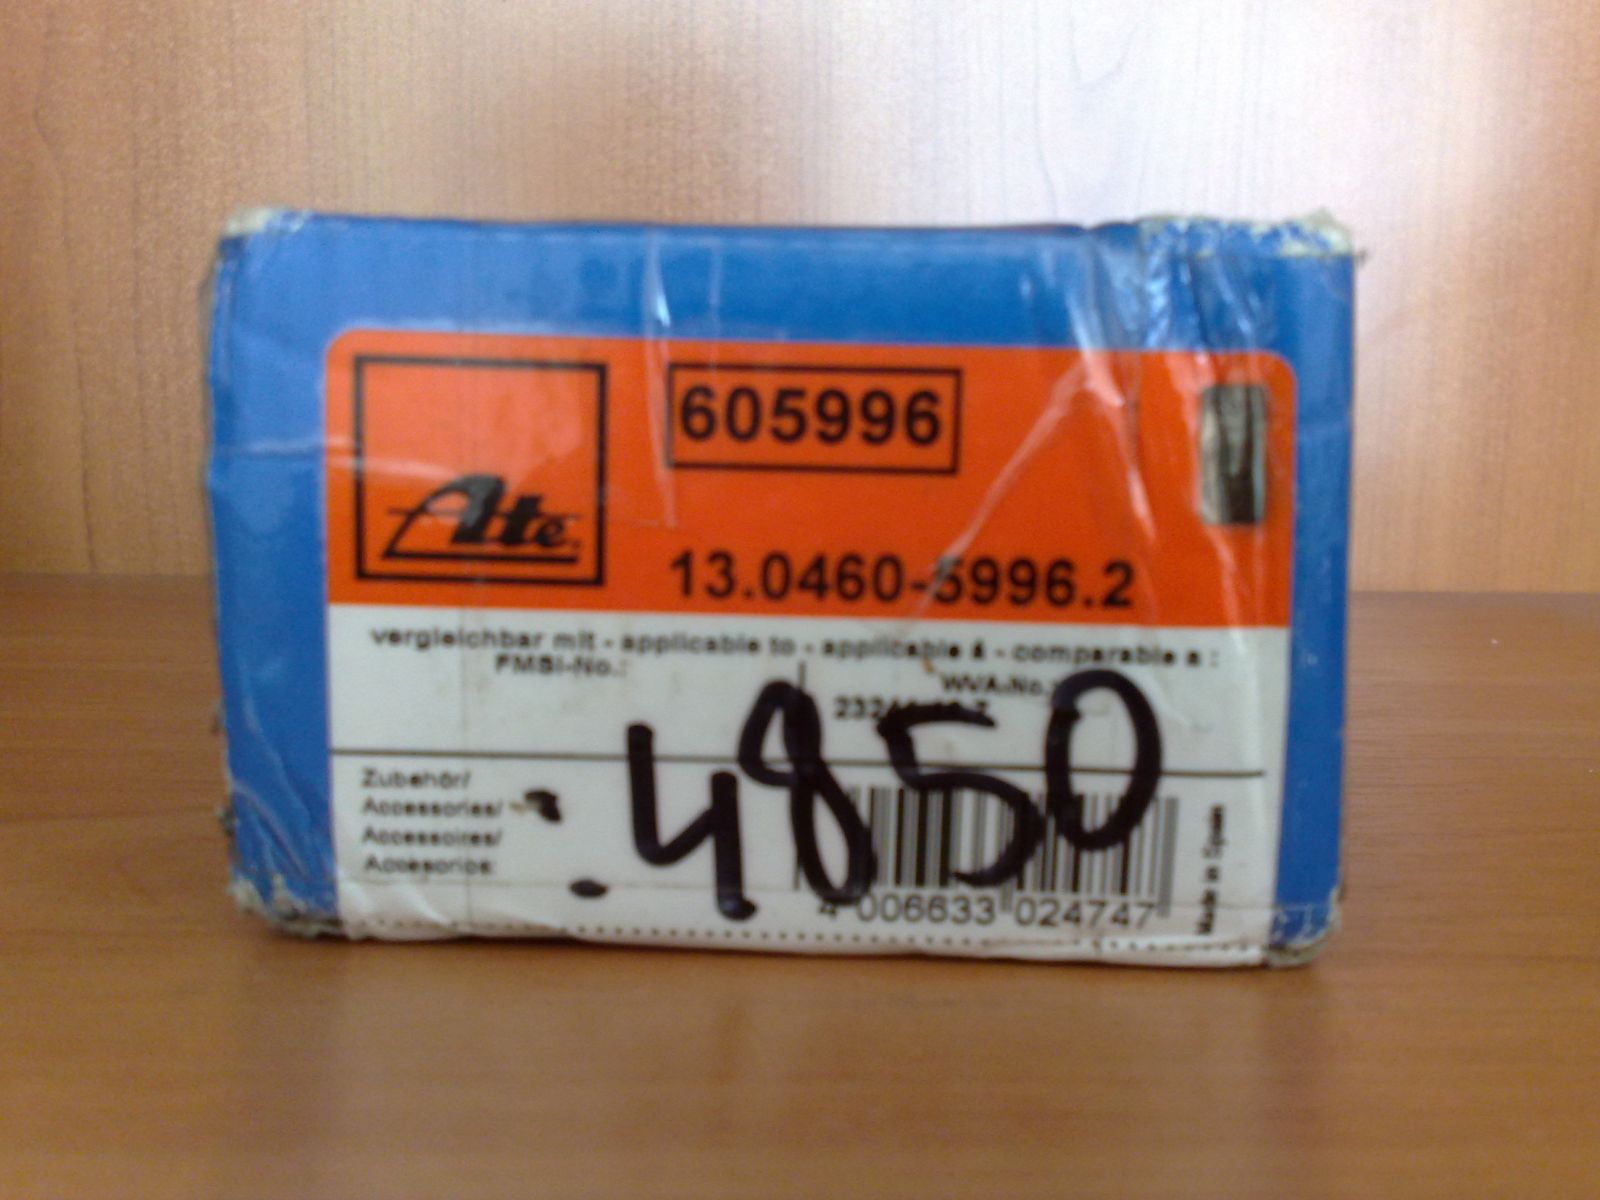 605996
Ate
13.0460-5996.2
vergleichbar mit - applicable to - applicable á - comparable a :
FMSI-No.: WVA-No.:
Zubehör/
Accessories/
Accessoires/
Accesorios:
4850
4 006633 024747
Made in Spain